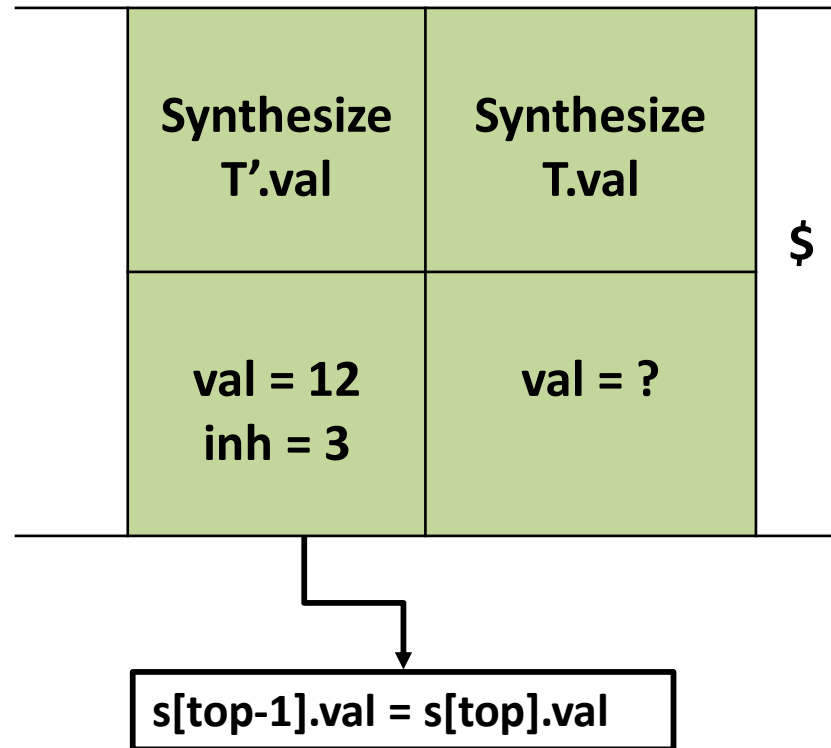 Synthesize
T’.val
Synthesize
T.val
$
val = 12
inh = 3
val = ?
s[top-1].val = s[top].val